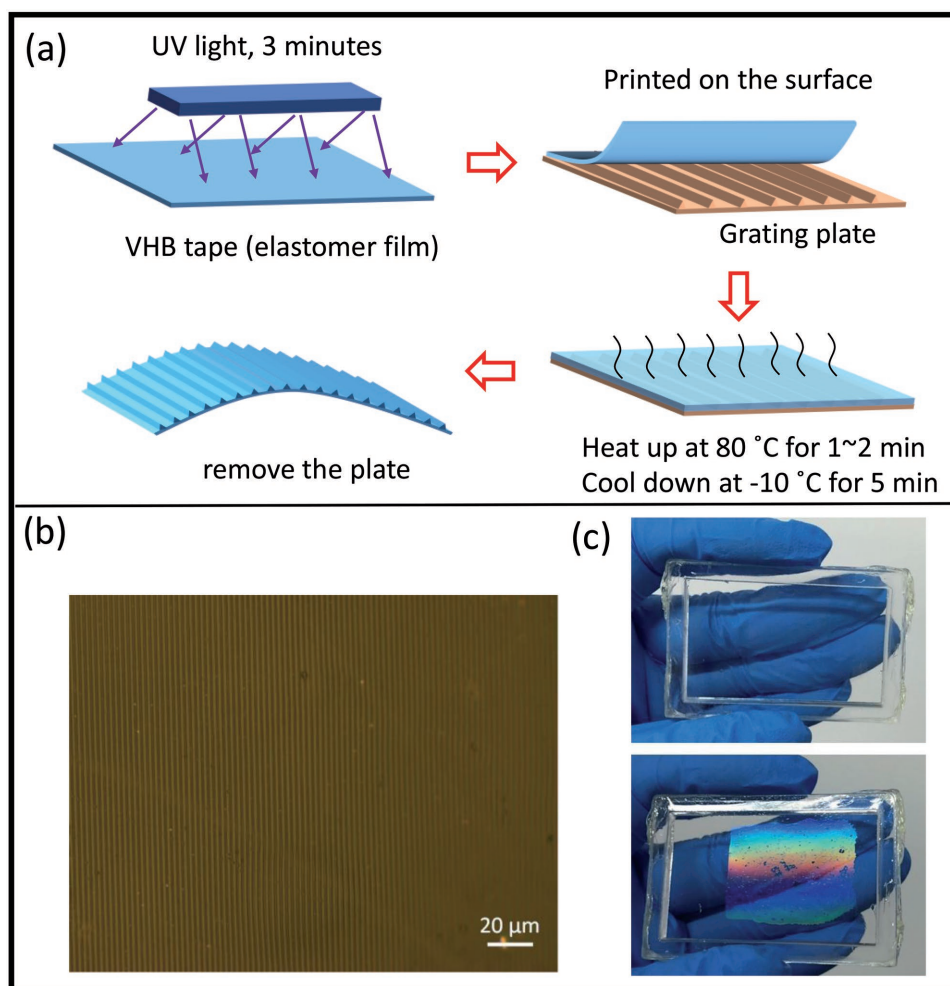 (a)
UV light, 3 minutes
Printed on the surface
VHB tape (elastomer film)
Grating plate
remove the plate
Heat up at 80 ˚C for 1~2 min
Cool down at -10 ˚C for 5 min
(b)
(c)
20 μm